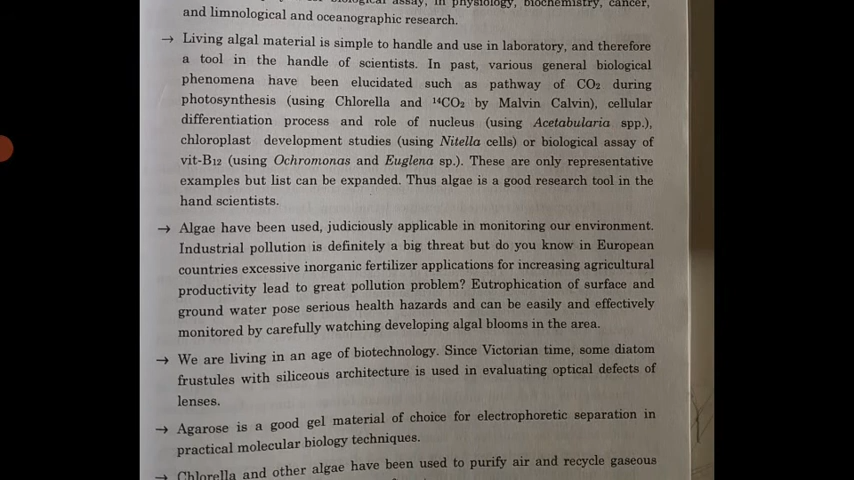 biological assay, in physiology, biochemistry, cancer,
and limnological and oceanographic research.
→ Living algal material is simple to handle and use in laboratory, and therefore
a tool in the handle of scientists. In past, various general biological
phenomena have been elucidated such as pathway of CO₂ during
photosynthesis (using Chlorella and ¹⁴CO₂ by Malvin Calvin), cellular
differentiation process and role of nucleus (using Acetabularia spp.),
chloroplast development studies (using Nitella cells) or biological assay of
vit-B₁₂ (using Ochromonas and Euglena sp.). These are only representative
examples but list can be expanded. Thus algae is a good research tool in the
hand scientists.
→ Algae have been used, judiciously applicable in monitoring our environment.
Industrial pollution is definitely a big threat but do you know in European
countries excessive inorganic fertilizer applications for increasing agricultural
productivity lead to great pollution problem? Eutrophication of surface and
ground water pose serious health hazards and can be easily and effectively
monitored by carefully watching developing algal blooms in the area.
→ We are living in an age of biotechnology. Since Victorian time, some diatom
frustules with siliceous architecture is used in evaluating optical defects of
lenses.
→ Agarose is a good gel material of choice for electrophoretic separation in
practical molecular biology techniques.
→ Chlorella and other algae have been used to purify air and recycle gaseous